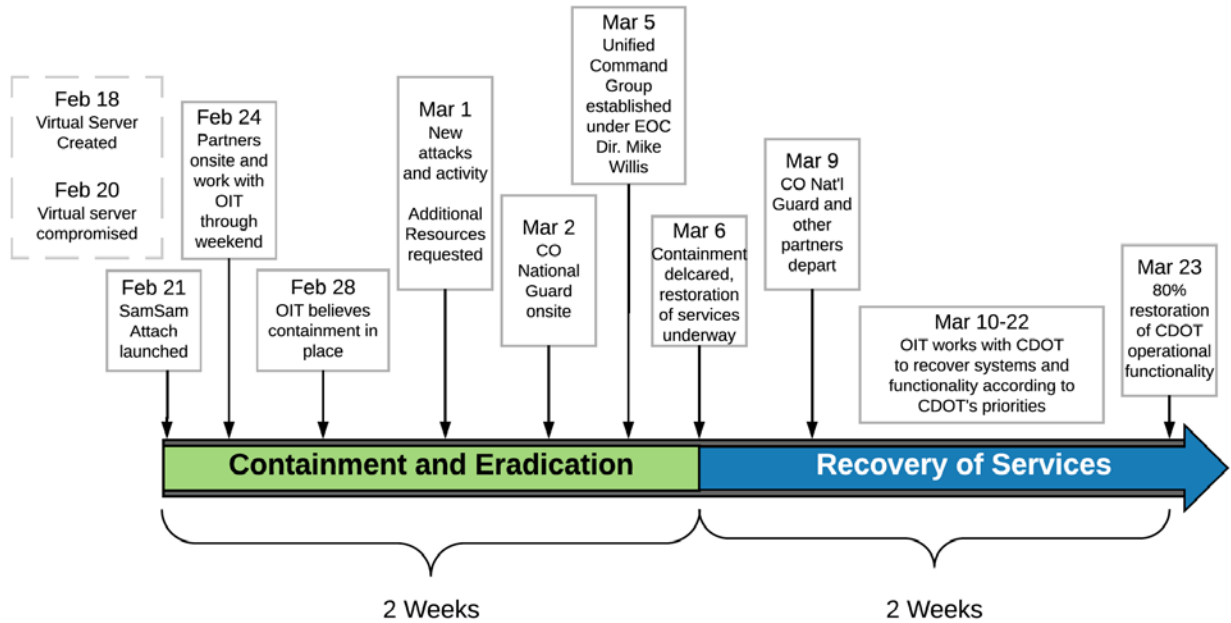 Feb 18
Virtual Server
Created
Feb 20
Virtual server
compromised
Feb 21
SamSam
Attach
launched
Feb 24
Partners
onsite and
work with
OIT
through
weekend
Feb 28
OIT believes
containment in
place
Mar 1
New
attacks
and activity
Additional
Resources
requested
Mar 2
CO
National
Guard
onsite
Mar 5
Unified
Command
Group
established
under EOC
Dir. Mike
Willis
Mar 6
Containment
delcared,
restoration
of services
underway
Mar 9
CO Nat'l
Guard and
other
partners
depart
Mar 10-22
OIT works with CDOT
to recover systems and
functionality according to
CDOT's priorities
Mar 23
80%
restoration
of CDOT
operational
functionality
Containment and Eradication
Recovery of Services
2 Weeks
2 Weeks